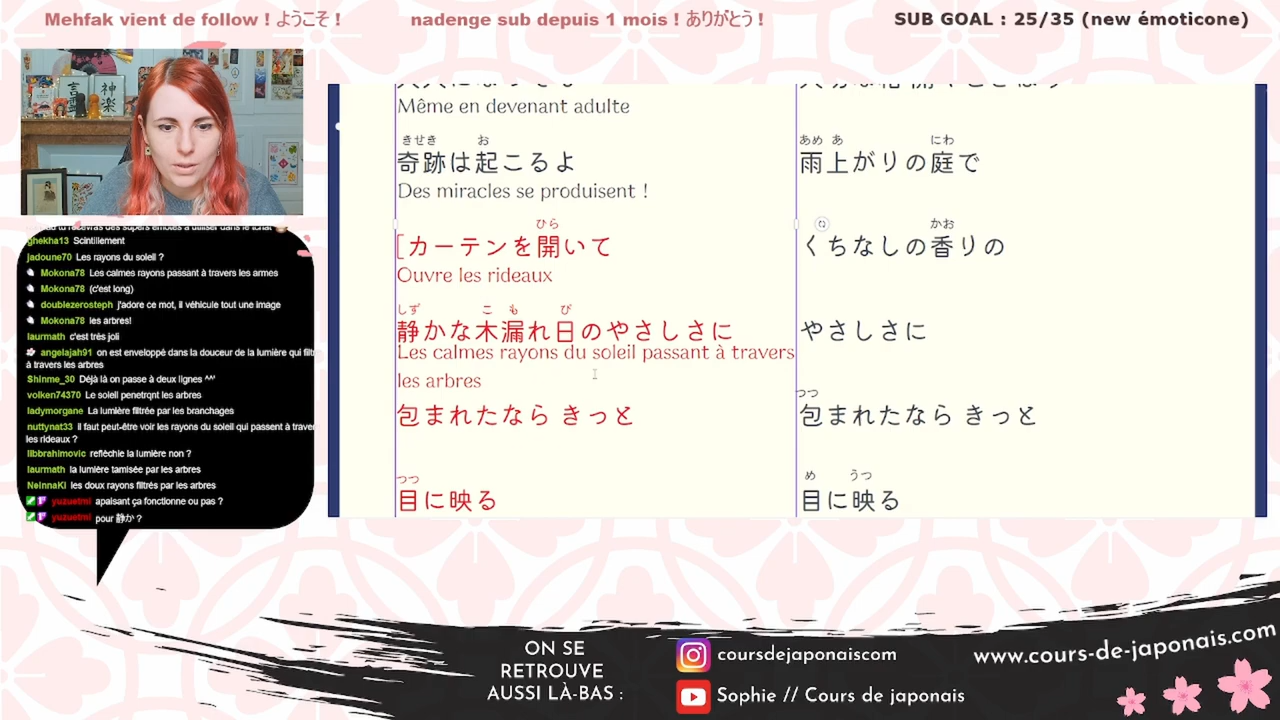 Mehfak vient de follow ! ようこそ !
nadenge sub depuis 1 mois ! ありがとう !
SUB GOAL : 25/35 (new émoticone)
言霊
神楽
ghekha13 Scintillement
jadoune70 Les rayons du soleil ?
Mokona78 Les calmes rayons passant à travers les armes
Mokona78 (c'est long)
doublezerosteph j'adore ce mot, il véhicule tout une image
Mokona78 les arbres!
laurmath c'est très joli
angelajah91 on est enveloppé dans la douceur de la lumière qui filtr
à travers les arbres
Shinme_30 Déjà là on passe à deux lignes ^^'
volken74370 Le soleil penetrqnt les arbres
ladymorgane La lumière filtrée par les branchages
nuttynat33 il faut peut-être voir les rayons du soleil qui passent à traver
les rideaux ?
libbrahimovic refléchie la lumière non ?
laurmath la lumière tamisée par les arbres
NeinnaKi les doux rayons filtrés par les arbres
yuzuetmi apaisant ça fonctionne ou pas ?
yuzuetmi pour 静か ?
Même en devenant adulte
きせき お
奇跡は起こるよ
Des miracles se produisent !
ひら
[カーテンを開いて
Ouvre les rideaux
しず こ も び
静かな木漏れ日のやさしさに
Les calmes rayons du soleil passant à travers
les arbres
包まれたなら きっと
つつ
目に映る
あめ あ にわ
雨上がりの庭で
かお
くちなしの香りの
やさしさに
つつ
包まれたなら きっと
め うつ
目に映る
ON SE
RETROUVE
AUSSI LÀ-BAS :
coursdejaponaiscom
Sophie // Cours de japonais
www.cours-de-japonais.com